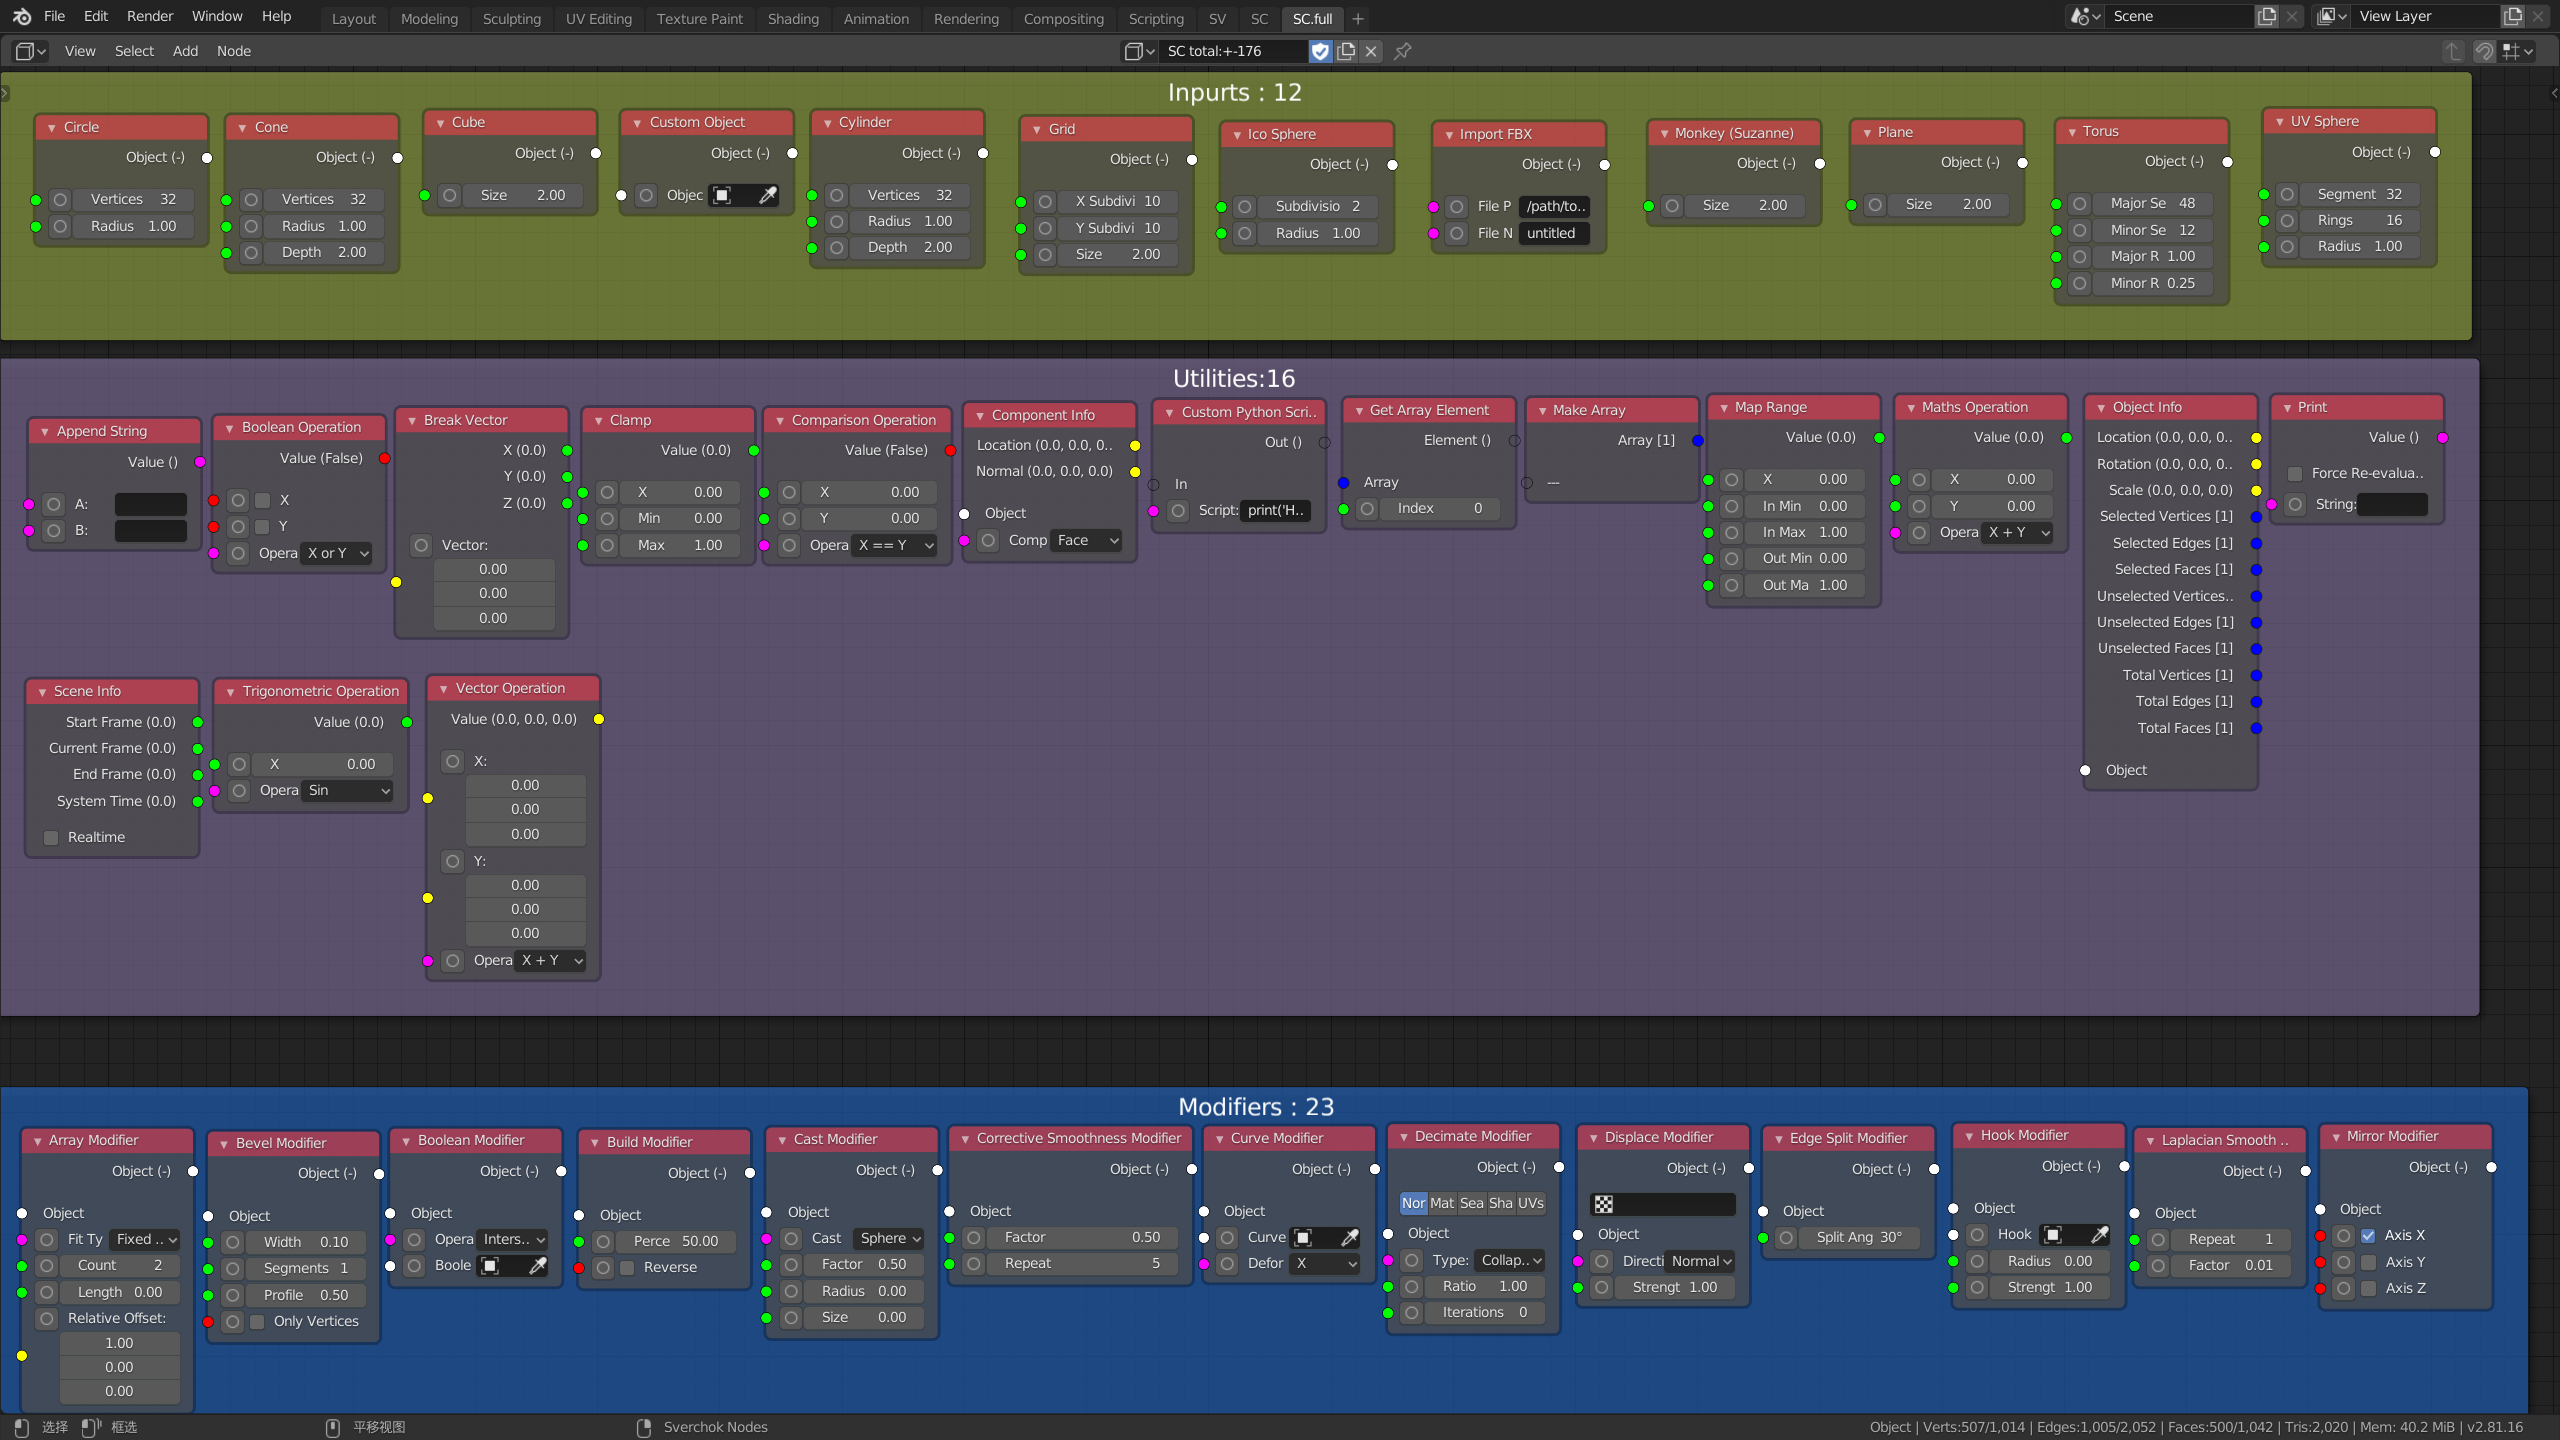 File Edit Render Window Help Layout Modeling Sculpting UV Editing Texture Paint Shading Animation Rendering Compositing Scripting SV SC SC.full + Scene View Layer
View Select Add Node SC total:+-176
Inpurts : 12
Circle
Object (-)
Vertices 32
Radius 1.00
Cone
Object (-)
Vertices 32
Radius 1.00
Depth 2.00
Cube
Object (-)
Size 2.00
Custom Object
Object (-)
Objec
Cylinder
Object (-)
Vertices 32
Radius 1.00
Depth 2.00
Grid
Object (-)
X Subdivi 10
Y Subdivi 10
Size 2.00
Ico Sphere
Object (-)
Subdivisio 2
Radius 1.00
Import FBX
Object (-)
File P /path/to..
File N untitled
Monkey (Suzanne)
Object (-)
Size 2.00
Plane
Object (-)
Size 2.00
Torus
Object (-)
Major Se 48
Minor Se 12
Major R 1.00
Minor R 0.25
UV Sphere
Object (-)
Segment 32
Rings 16
Radius 1.00
Utilities:16
Append String
Value ()
A:
B:
Boolean Operation
Value (False)
X
Y
Opera X or Y
Break Vector
X (0.0)
Y (0.0)
Z (0.0)
Vector:
0.00
0.00
0.00
Clamp
Value (0.0)
X 0.00
Min 0.00
Max 1.00
Comparison Operation
Value (False)
X 0.00
Y 0.00
Opera X == Y
Component Info
Location (0.0, 0.0, 0..
Normal (0.0, 0.0, 0.0)
Object
Comp Face
Custom Python Scri..
Out ()
In
Script: print('H..
Get Array Element
Element ()
Array
Index 0
Make Array
Array [1]
---
Map Range
Value (0.0)
X 0.00
In Min 0.00
In Max 1.00
Out Min 0.00
Out Ma 1.00
Maths Operation
Value (0.0)
X 0.00
Y 0.00
Opera X + Y
Object Info
Location (0.0, 0.0, 0..
Rotation (0.0, 0.0, 0..
Scale (0.0, 0.0, 0.0)
Selected Vertices [1]
Selected Edges [1]
Selected Faces [1]
Unselected Vertices..
Unselected Edges [1]
Unselected Faces [1]
Total Vertices [1]
Total Edges [1]
Total Faces [1]
Object
Print
Value ()
Force Re-evalua..
String:
Scene Info
Start Frame (0.0)
Current Frame (0.0)
End Frame (0.0)
System Time (0.0)
Realtime
Trigonometric Operation
Value (0.0)
X 0.00
Opera Sin
Vector Operation
Value (0.0, 0.0, 0.0)
X:
0.00
0.00
0.00
Y:
0.00
0.00
0.00
Opera X + Y
Modifiers : 23
Array Modifier
Object (-)
Object
Fit Ty Fixed ..
Count 2
Length 0.00
Relative Offset:
1.00
0.00
0.00
Bevel Modifier
Object (-)
Object
Width 0.10
Segments 1
Profile 0.50
Only Vertices
Boolean Modifier
Object (-)
Object
Opera Inters..
Boole
Build Modifier
Object (-)
Object
Perce 50.00
Reverse
Cast Modifier
Object (-)
Object
Cast Sphere
Factor 0.50
Radius 0.00
Size 0.00
Corrective Smoothness Modifier
Object (-)
Object
Factor 0.50
Repeat 5
Curve Modifier
Object (-)
Object
Curve
Defor X
Decimate Modifier
Object (-)
Nor Mat Sea Sha UVs
Object
Type: Collap..
Ratio 1.00
Iterations 0
Displace Modifier
Object (-)
Object
Directi Normal
Strengt 1.00
Edge Split Modifier
Object (-)
Object
Split Ang 30°
Hook Modifier
Object (-)
Object
Hook
Radius 0.00
Strengt 1.00
Laplacian Smooth ..
Object (-)
Object
Repeat 1
Factor 0.01
Mirror Modifier
Object (-)
Object
Axis X
Axis Y
Axis Z
选择 框选 平移视图 Sverchok Nodes Object | Verts:507/1,014 | Edges:1,005/2,052 | Faces:500/1,042 | Tris:2,020 | Mem: 40.2 MiB | v2.81.16